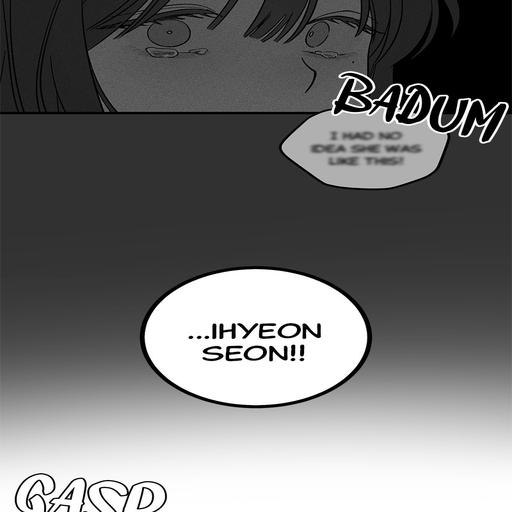 BADUM
I HAD NO
IDEA SHE WAS
LIKE THIS!
...IHYEON
SEON!!
GASP